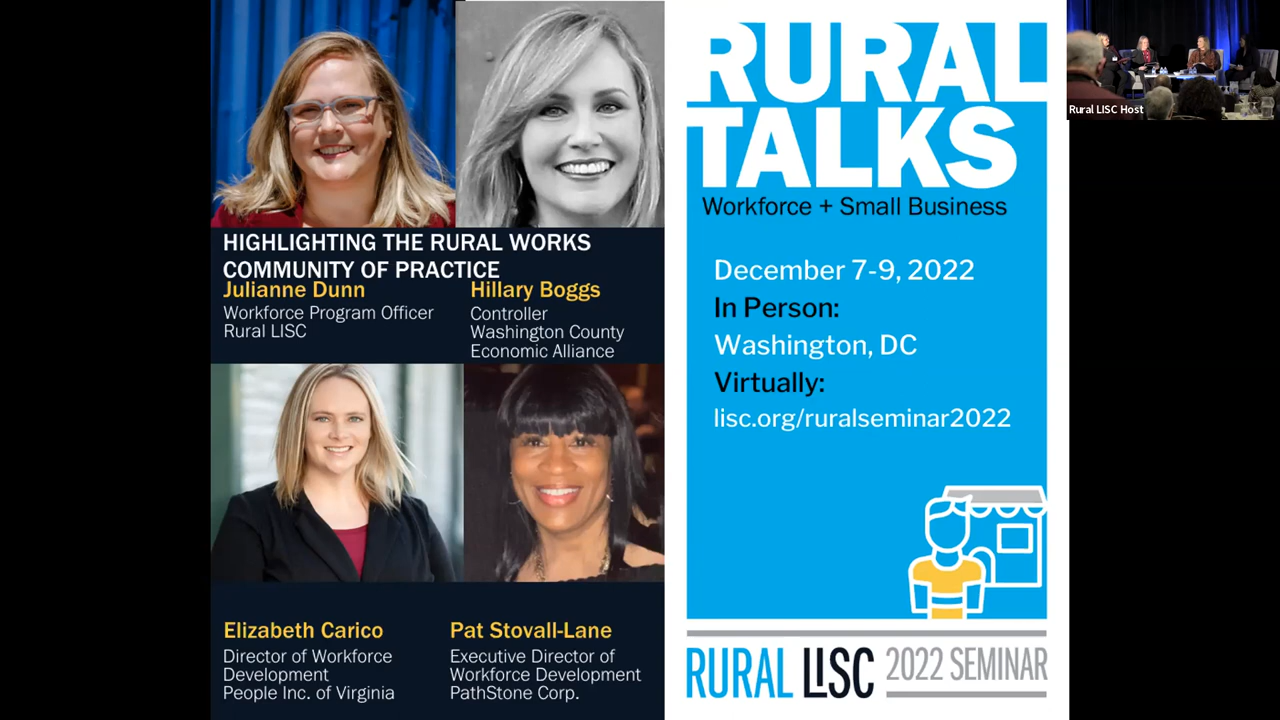 HIGHLIGHTING THE RURAL WORKS
COMMUNITY OF PRACTICE
Julianne Dunn
Workforce Program Officer
Rural LISC
Hillary Boggs
Controller
Washington County
Economic Alliance
Elizabeth Carico
Director of Workforce
Development
People Inc. of Virginia
Pat Stovall-Lane
Executive Director of
Workforce Development
PathStone Corp.
RURAL
TALKS
Workforce + Small Business
December 7-9, 2022
In Person:
Washington, DC
Virtually:
lisc.org/ruralseminar2022
RURAL LISC 2022 SEMINAR
Rural LISC Host